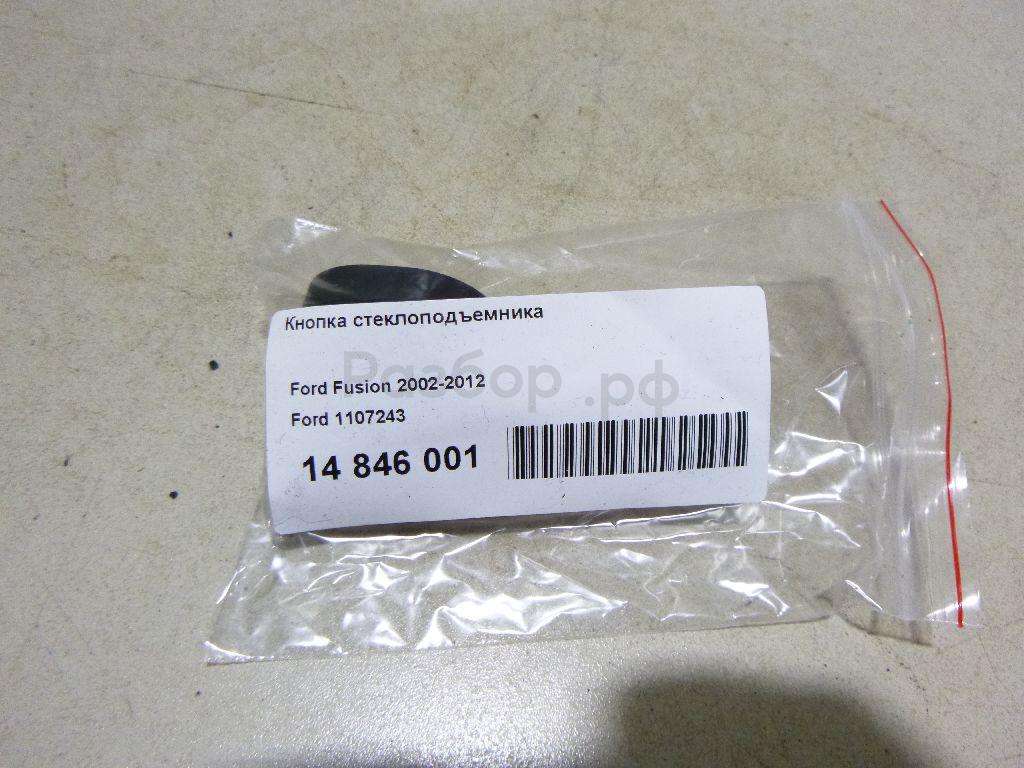 Кнопка стеклоподъемника
Разбор.рф
Ford Fusion 2002-2012
Ford 1107243
14 846 001